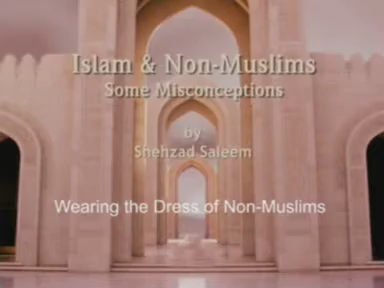 Islam & Non-Muslims
Some Misconceptions
by
Shehzad Saleem
Wearing the Dress of Non-Muslims